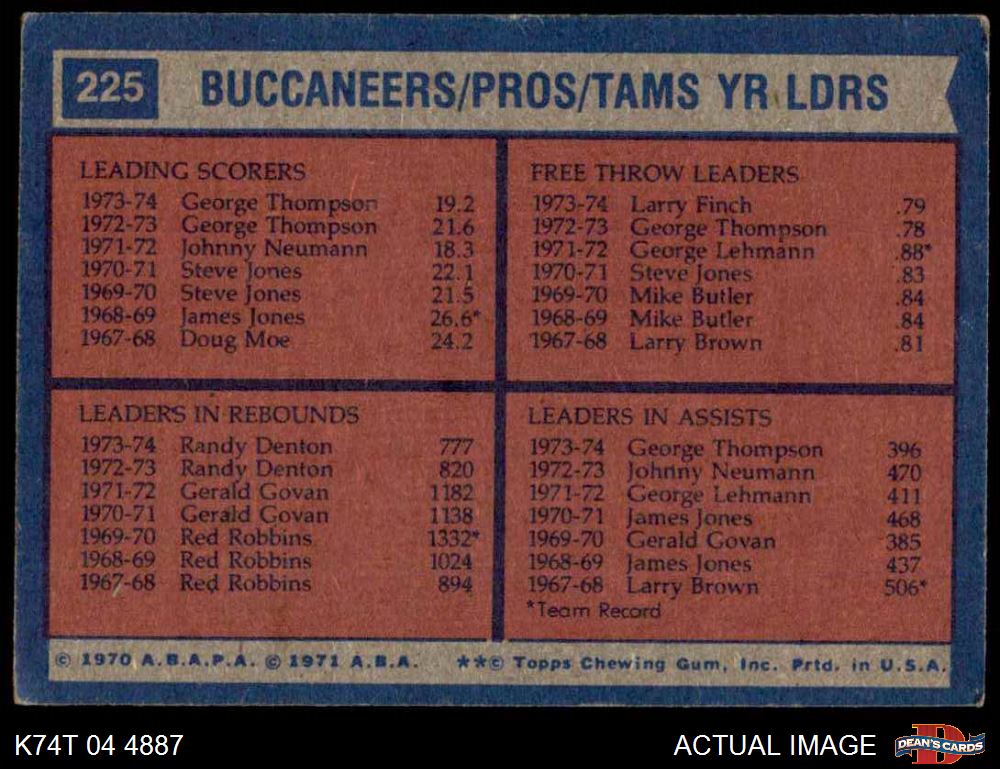 225 BUCCANEERS/PROS/TAMS YR LDRS
LEADING SCORERS
1973-74 George Thompson 19.2
1972-73 George Thompson 21.6
1971-72 Johnny Neumann 18.3
1970-71 Steve Jones 22.1
1969-70 Steve Jones 21.5
1968-69 James Jones 26.6*
1967-68 Doug Moe 24.2
FREE THROW LEADERS
1973-74 Larry Finch .79
1972-73 George Thompson .78
1971-72 George Lehmann .88*
1970-71 Steve Jones .83
1969-70 Mike Butler .84
1968-69 Mike Butler .84
1967-68 Larry Brown .81
LEADERS IN REBOUNDS
1973-74 Randy Denton 777
1972-73 Randy Denton 820
1971-72 Gerald Govan 1182
1970-71 Gerald Govan 1138
1969-70 Red Robbins 1332*
1968-69 Red Robbins 1024
1967-68 Red Robbins 894
LEADERS IN ASSISTS
1973-74 George Thompson 396
1972-73 Johnny Neumann 470
1971-72 George Lehmann 411
1970-71 James Jones 468
1969-70 Gerald Govan 385
1968-69 James Jones 437
1967-68 Larry Brown 506*
*Team Record
© 1970 A.B.A.P.A. © 1971 A.B.A. **© Topps Chewing Gum, Inc. Prtd. in U.S.A.
K74T 04 4887
ACTUAL IMAGE
D
DEAN'S CARDS